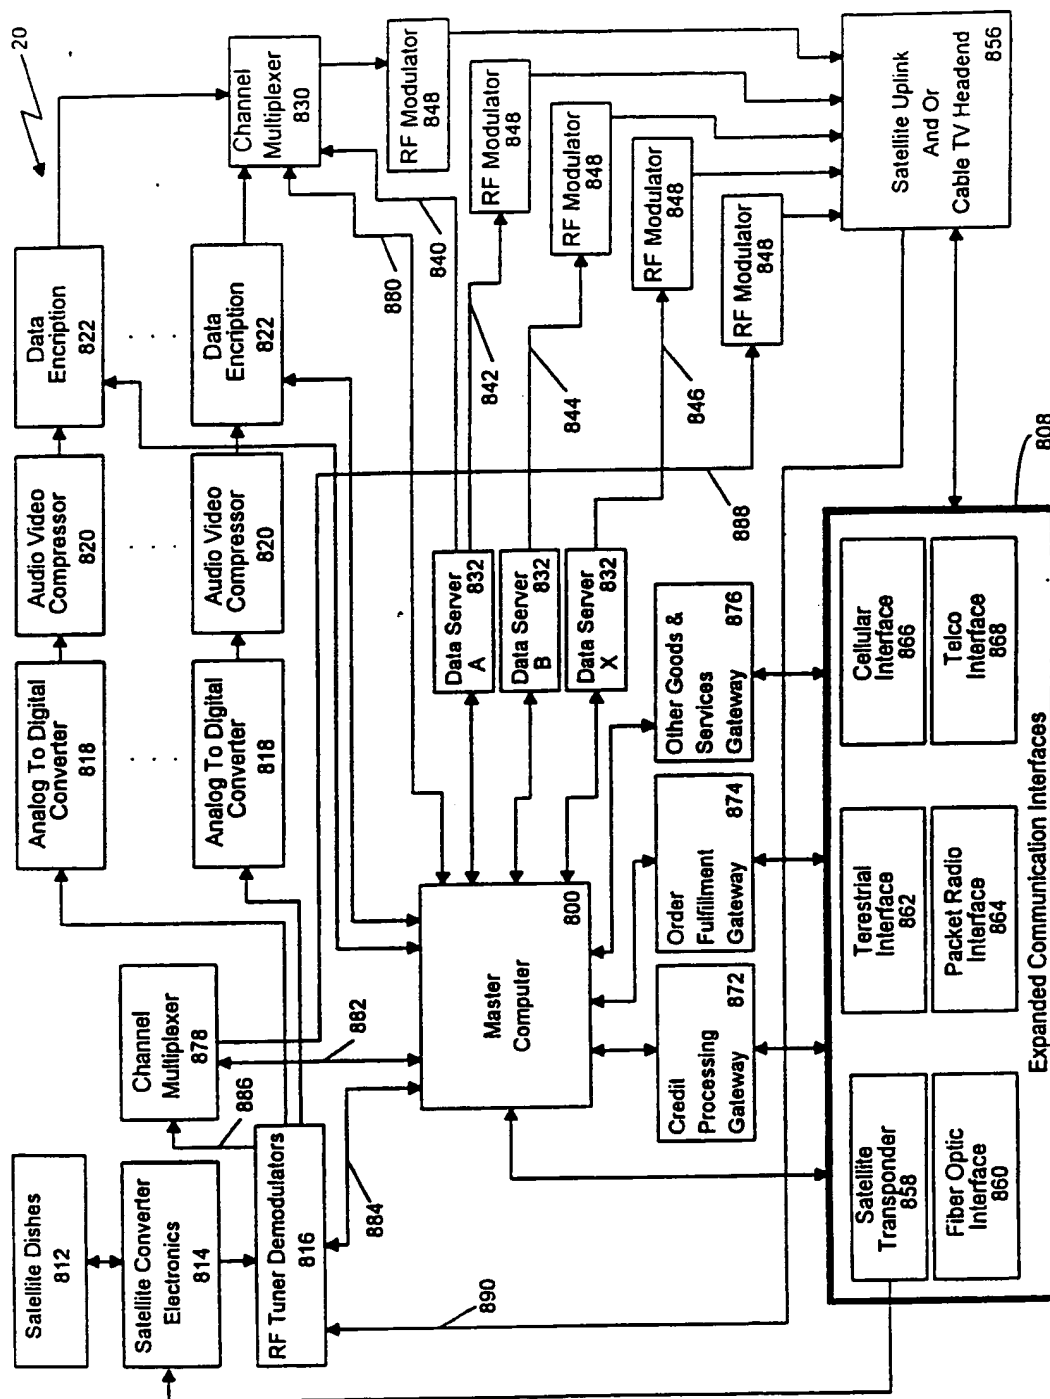 20
Satellite Dishes
812
Satellite Converter
Electronics
814
RF Tuner Demodulators
816
Channel
Multiplexer
878
886
882
884
890
Analog To Digital
Converter
818
Audio Video
Compressor
820
Data
Encription
822
. . .
. . .
. . .
Analog To Digital
Converter
818
Audio Video
Compressor
820
Data
Encription
822
Channel
Multiplexer
830
880
840
842
844
846
888
RF Modulator
848
RF Modulator
848
RF Modulator
848
RF Modulator
848
RF Modulator
848
Master
Computer
800
Data Server
A 832
Data Server
B 832
Data Server
X 832
Credit
Processing
Gateway 872
Order
Fulfillment
Gateway 874
Other Goods &
Services
Gateway 876
Satellite Uplink
And Or
Cable TV Headend
856
808
Satellite
Transponder
858
Fiber Optic
Interface
860
Terestrial
Interface
862
Packet Radio
Interface
864
Cellular
Interface
866
Telco
Interface
868
Expanded Communication Interfaces